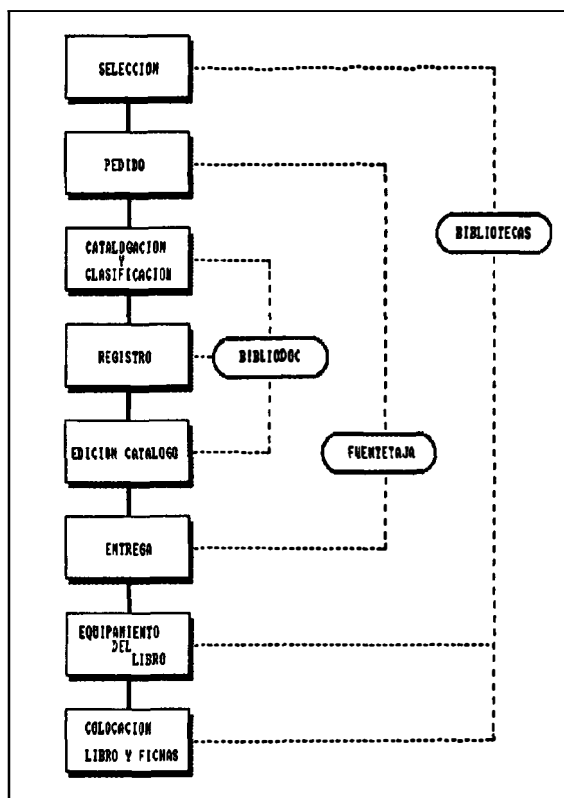 SELECCION
PEDIDO
BIBLIOTECAS
CATALOGACION
Y
CLASIFICACION
REGISTRO
BIBLIODOC
EDICION CATALOGO
FUENTETAJA
ENTREGA
EQUIPAMIENTO
DEL
LIBRO
COLOCACION
LIBRO Y FICHAS